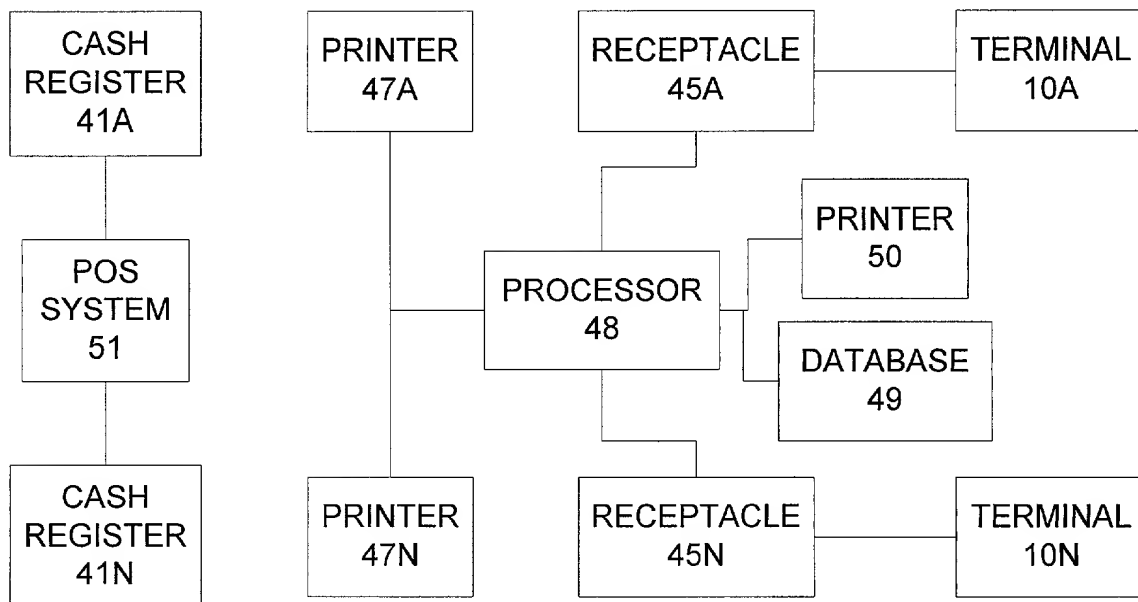 CASH
REGISTER
41A
PRINTER
47A
RECEPTACLE
45A
TERMINAL
10A
PRINTER
50
POS
SYSTEM
51
PROCESSOR
48
DATABASE
49
CASH
REGISTER
41N
PRINTER
47N
RECEPTACLE
45N
TERMINAL
10N